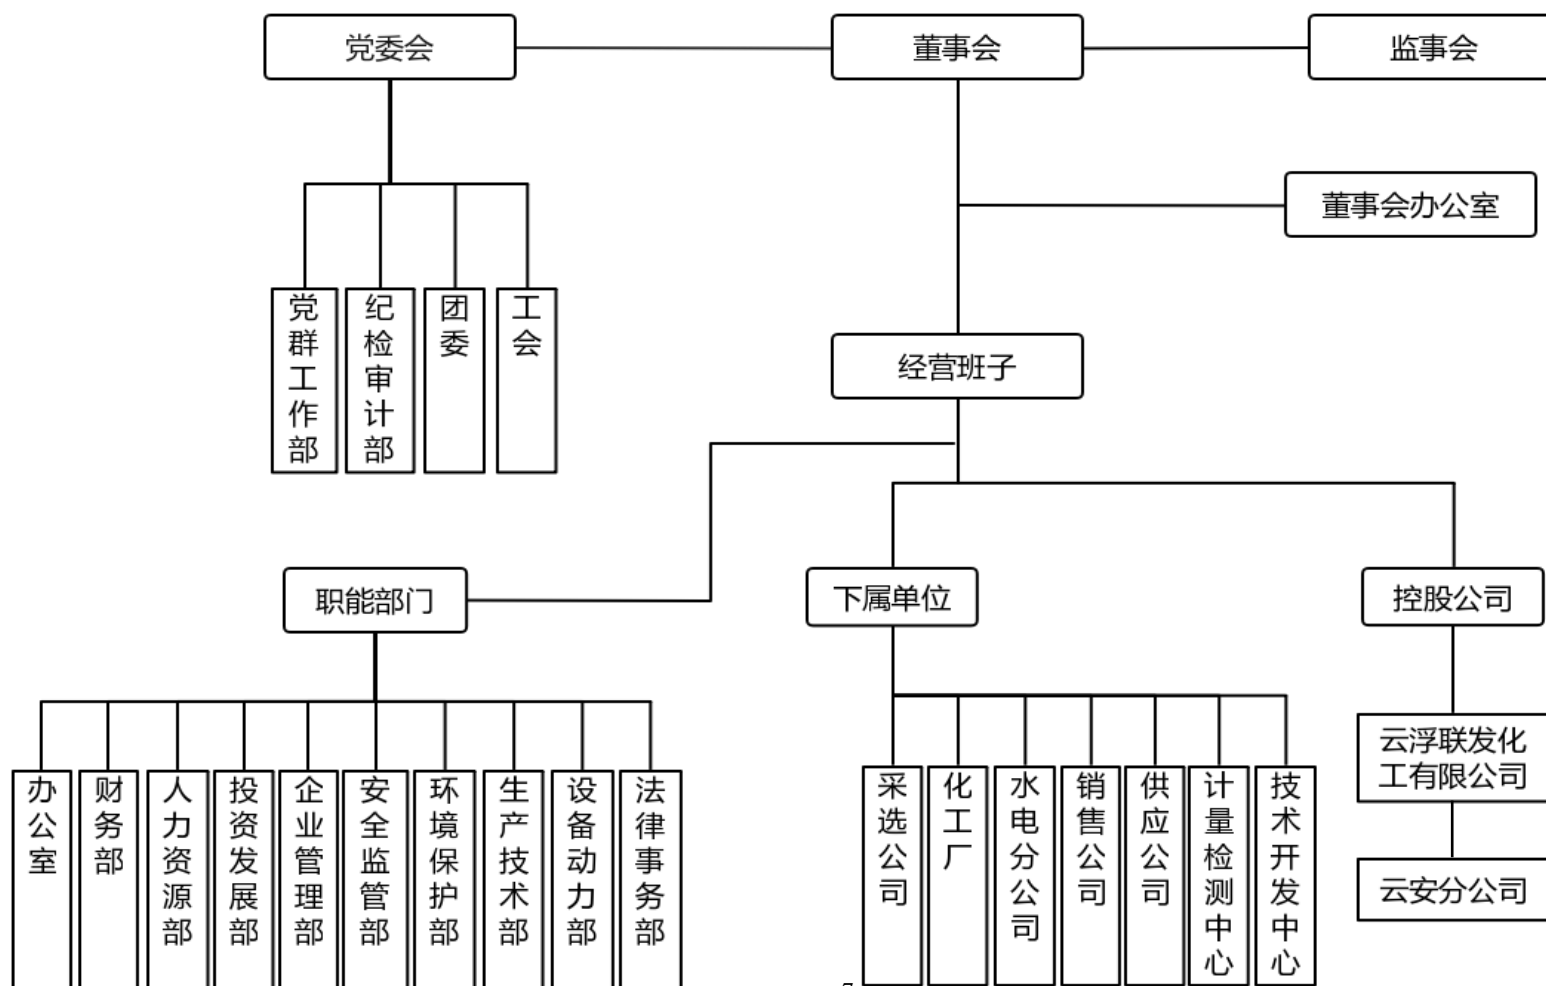 党委会
董事会
监事会
董事会办公室
党群工作部
纪检审计部
团委
工会
经营班子
职能部门
下属单位
控股公司
办公室
财务部
人力资源部
投资发展部
企业管理部
安全监管部
环境保护部
生产技术部
设备动力部
法律事务部
采选公司
化工厂
水电分公司
销售公司
供应公司
计量检测中心
技术开发中心
云浮联发化
工有限公司
云安分公司